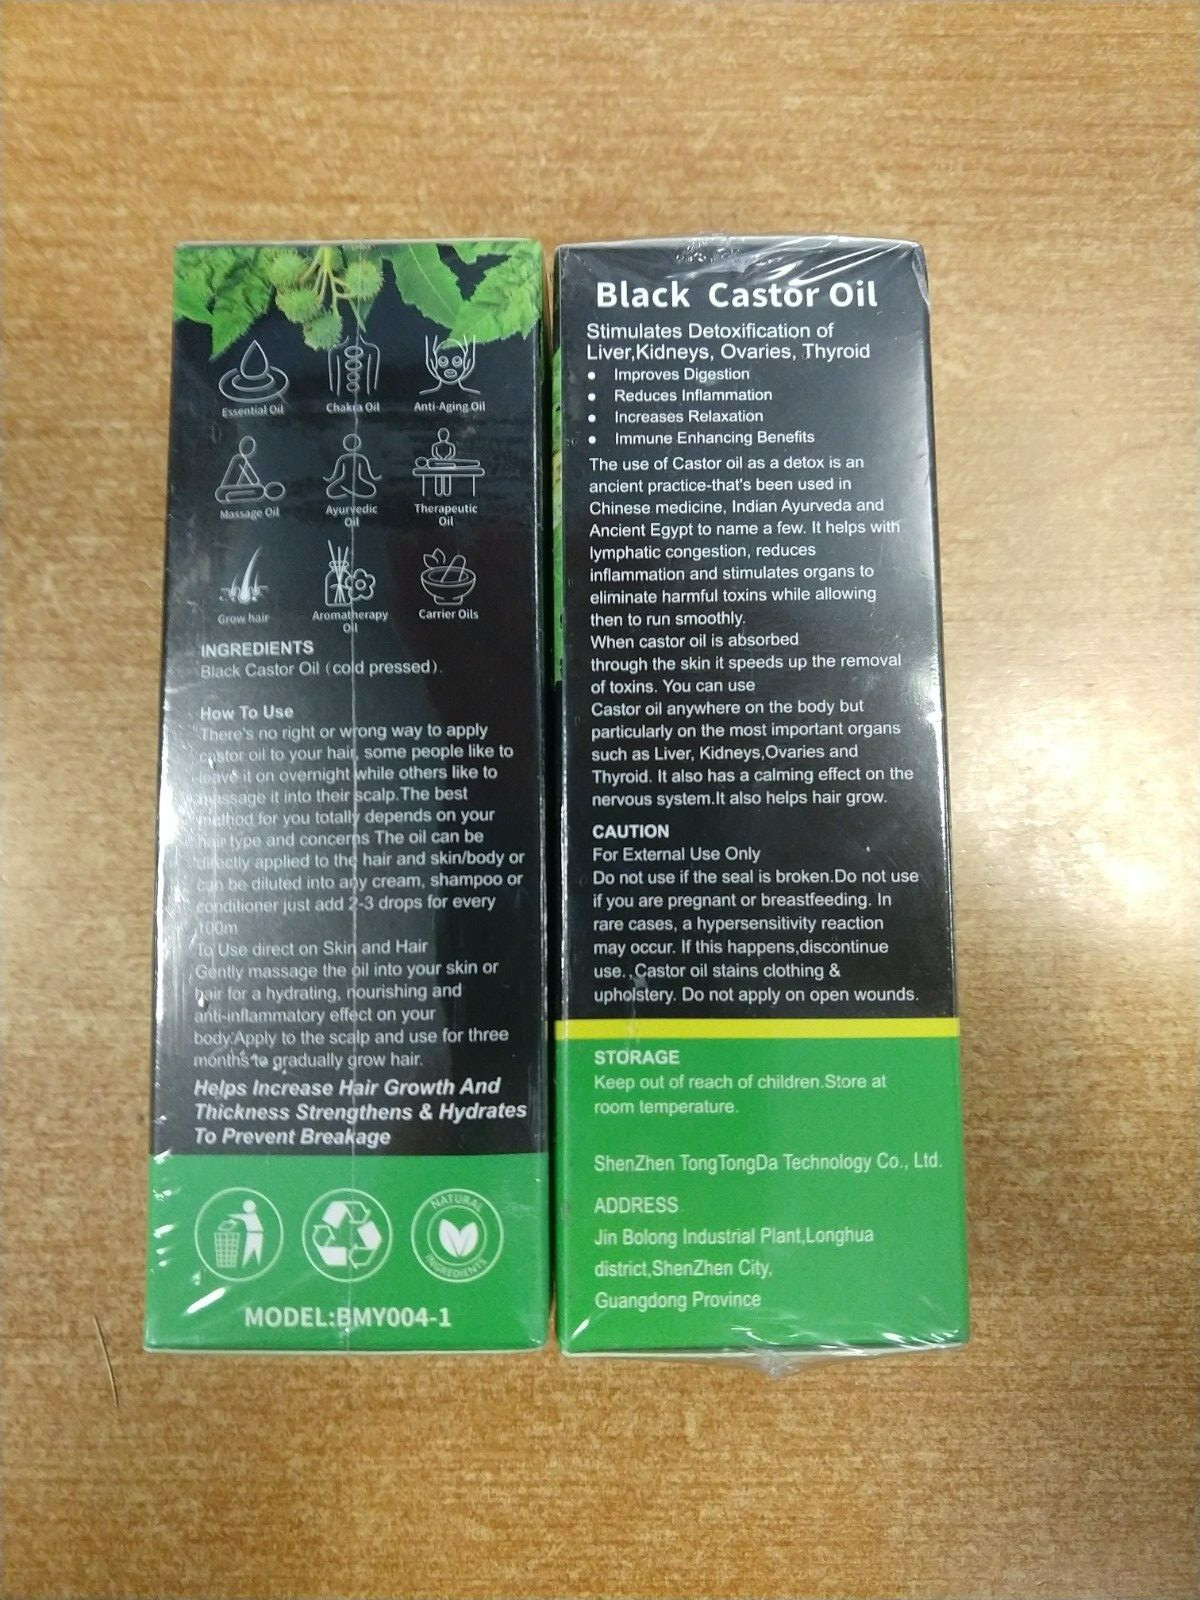 Essential Oil
Chakra Oil
Anti-Aging Oil
Massage Oil
Ayurvedic
Oil
Therapeutic
Oil
Grow hair
Aromatherapy
Oil
Carrier Oils
INGREDIENTS
Black Castor Oil (cold pressed).
How To Use
There's no right or wrong way to apply
castor oil to your hair, some people like to
leave it on overnight while others like to
massage it into their scalp.The best
method for you totally depends on your
hair type and concerns The oil can be
directly applied to the hair and skin/body or
can be diluted into any cream, shampoo or
conditioner just add 2-3 drops for every
100m
To Use direct on Skin and Hair
Gently massage the oil into your skin or
hair for a hydrating, nourishing and
anti-inflammatory effect on your
body.Apply to the scalp and use for three
months to gradually grow hair.
Helps Increase Hair Growth And
Thickness Strengthens & Hydrates
To Prevent Breakage
NATURAL
INGREDIENTS
MODEL:BMY004-1
Black Castor Oil
Stimulates Detoxification of
Liver,Kidneys, Ovaries, Thyroid
• Improves Digestion
• Reduces Inflammation
• Increases Relaxation
• Immune Enhancing Benefits
The use of Castor oil as a detox is an
ancient practice-that's been used in
Chinese medicine, Indian Ayurveda and
Ancient Egypt to name a few. It helps with
lymphatic congestion, reduces
inflammation and stimulates organs to
eliminate harmful toxins while allowing
then to run smoothly.
When castor oil is absorbed
through the skin it speeds up the removal
of toxins. You can use
Castor oil anywhere on the body but
particularly on the most important organs
such as Liver, Kidneys,Ovaries and
Thyroid. It also has a calming effect on the
nervous system.It also helps hair grow.
CAUTION
For External Use Only
Do not use if the seal is broken.Do not use
if you are pregnant or breastfeeding. In
rare cases, a hypersensitivity reaction
may occur. If this happens,discontinue
use.,Castor oil stains clothing &
upholstery. Do not apply on open wounds.
STORAGE
Keep out of reach of children.Store at
room temperature.
ShenZhen TongTongDa Technology Co., Ltd.
ADDRESS
Jin Bolong Industrial Plant,Longhua
district,ShenZhen City,
Guangdong Province